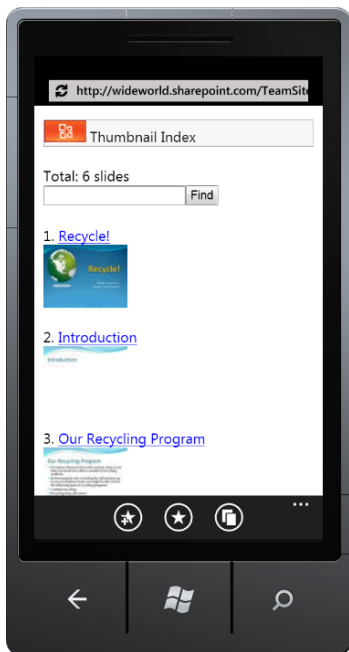 http://wideworld.sharepoint.com/TeamSite
Thumbnail Index
Total: 6 slides
Find
1. Recycle!
Recycle!
2. Introduction
Introduction
3. Our Recycling Program
Our Recycling Program